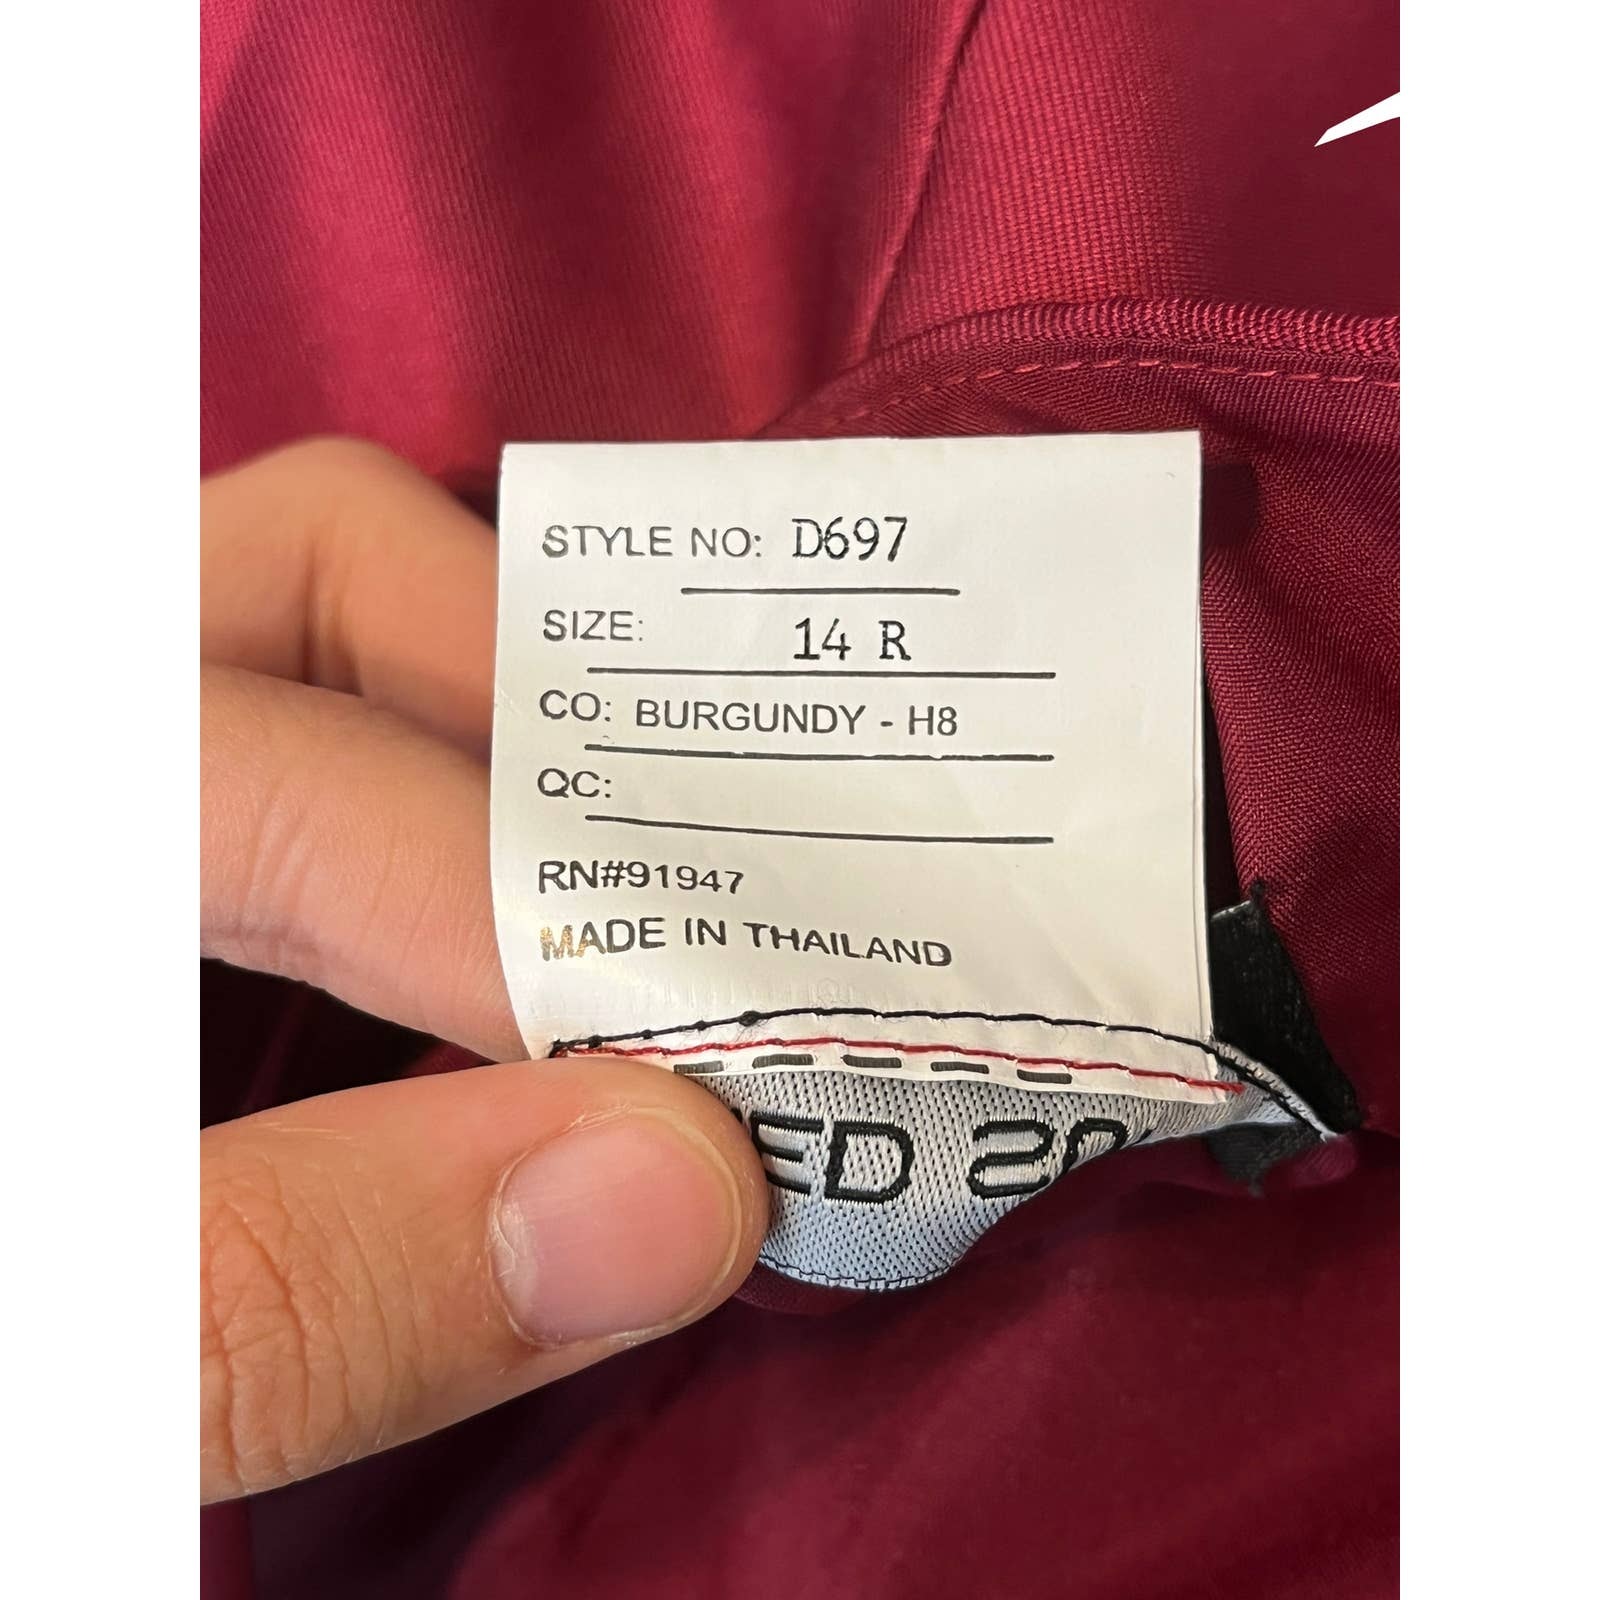 STYLE NO: D697
SIZE: 14 R
CO: BURGUNDY - H8
QC:
RN#91947
MADE IN THAILAND